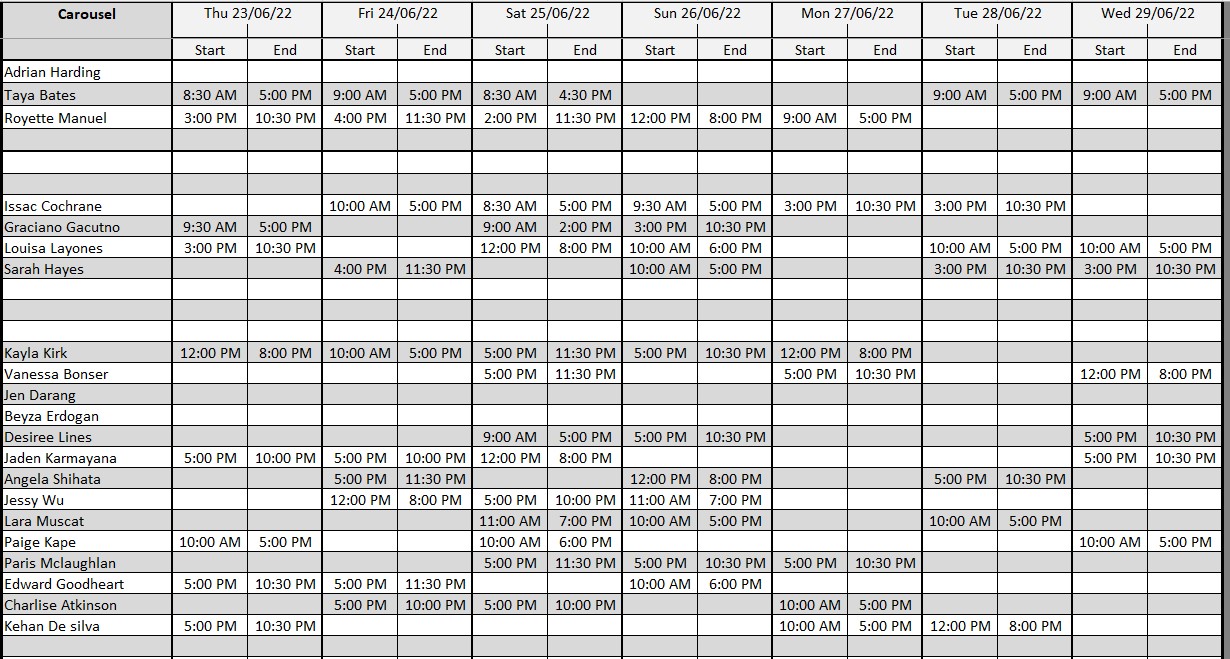 Carousel Thu 23/06/22 Fri 24/06/22 Sat 25/06/22 Sun 26/06/22 Mon 27/06/22 Tue 28/06/22 Wed 29/06/22
Start End Start End Start End Start End Start End Start End Start End
Adrian Harding
Taya Bates 8:30 AM 5:00 PM 9:00 AM 5:00 PM 8:30 AM 4:30 PM 9:00 AM 5:00 PM 9:00 AM 5:00 PM
Royette Manuel 3:00 PM 10:30 PM 4:00 PM 11:30 PM 2:00 PM 11:30 PM 12:00 PM 8:00 PM 9:00 AM 5:00 PM
Issac Cochrane 10:00 AM 5:00 PM 8:30 AM 5:00 PM 9:30 AM 5:00 PM 3:00 PM 10:30 PM 3:00 PM 10:30 PM
Graciano Gacutno 9:30 AM 5:00 PM 9:00 AM 2:00 PM 3:00 PM 10:30 PM
Louisa Layones 3:00 PM 10:30 PM 12:00 PM 8:00 PM 10:00 AM 6:00 PM 10:00 AM 5:00 PM 10:00 AM 5:00 PM
Sarah Hayes 4:00 PM 11:30 PM 10:00 AM 5:00 PM 3:00 PM 10:30 PM 3:00 PM 10:30 PM
Kayla Kirk 12:00 PM 8:00 PM 10:00 AM 5:00 PM 5:00 PM 11:30 PM 5:00 PM 10:30 PM 12:00 PM 8:00 PM
Vanessa Bonser 5:00 PM 11:30 PM 5:00 PM 10:30 PM 12:00 PM 8:00 PM
Jen Darang
Beyza Erdogan
Desiree Lines 9:00 AM 5:00 PM 5:00 PM 10:30 PM 5:00 PM 10:30 PM
Jaden Karmayana 5:00 PM 10:00 PM 5:00 PM 10:00 PM 12:00 PM 8:00 PM 5:00 PM 10:30 PM
Angela Shihata 5:00 PM 11:30 PM 12:00 PM 8:00 PM 5:00 PM 10:30 PM
Jessy Wu 12:00 PM 8:00 PM 5:00 PM 10:00 PM 11:00 AM 7:00 PM
Lara Muscat 11:00 AM 7:00 PM 10:00 AM 5:00 PM 10:00 AM 5:00 PM
Paige Kape 10:00 AM 5:00 PM 10:00 AM 6:00 PM 10:00 AM 5:00 PM
Paris Mclaughlan 5:00 PM 11:30 PM 5:00 PM 10:30 PM 5:00 PM 10:30 PM
Edward Goodheart 5:00 PM 10:30 PM 5:00 PM 11:30 PM 10:00 AM 6:00 PM
Charlise Atkinson 5:00 PM 10:00 PM 5:00 PM 10:00 PM 10:00 AM 5:00 PM
Kehan De silva 5:00 PM 10:30 PM 10:00 AM 5:00 PM 12:00 PM 8:00 PM